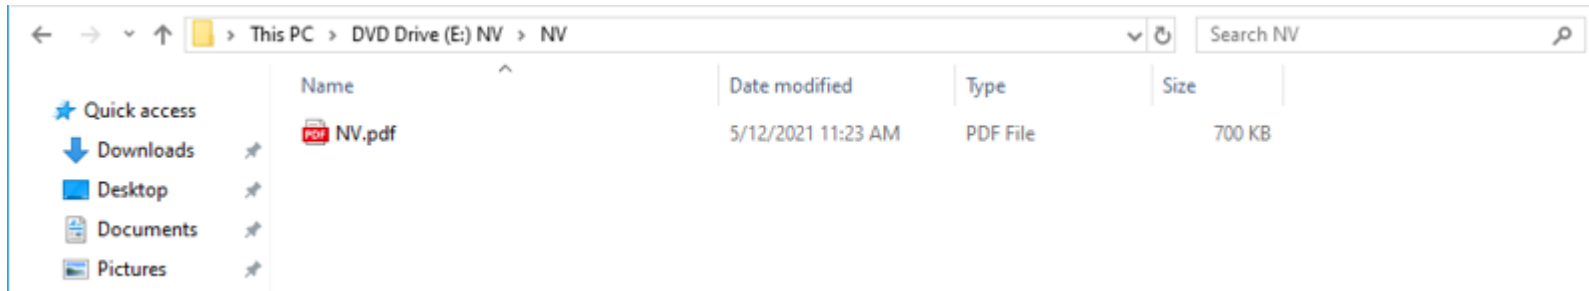 This PC > DVD Drive (E:) NV > NV
Search NV
Name Date modified Type Size
Quick access
PDF NV.pdf 5/12/2021 11:23 AM PDF File 700 KB
Downloads
Desktop
Documents
Pictures